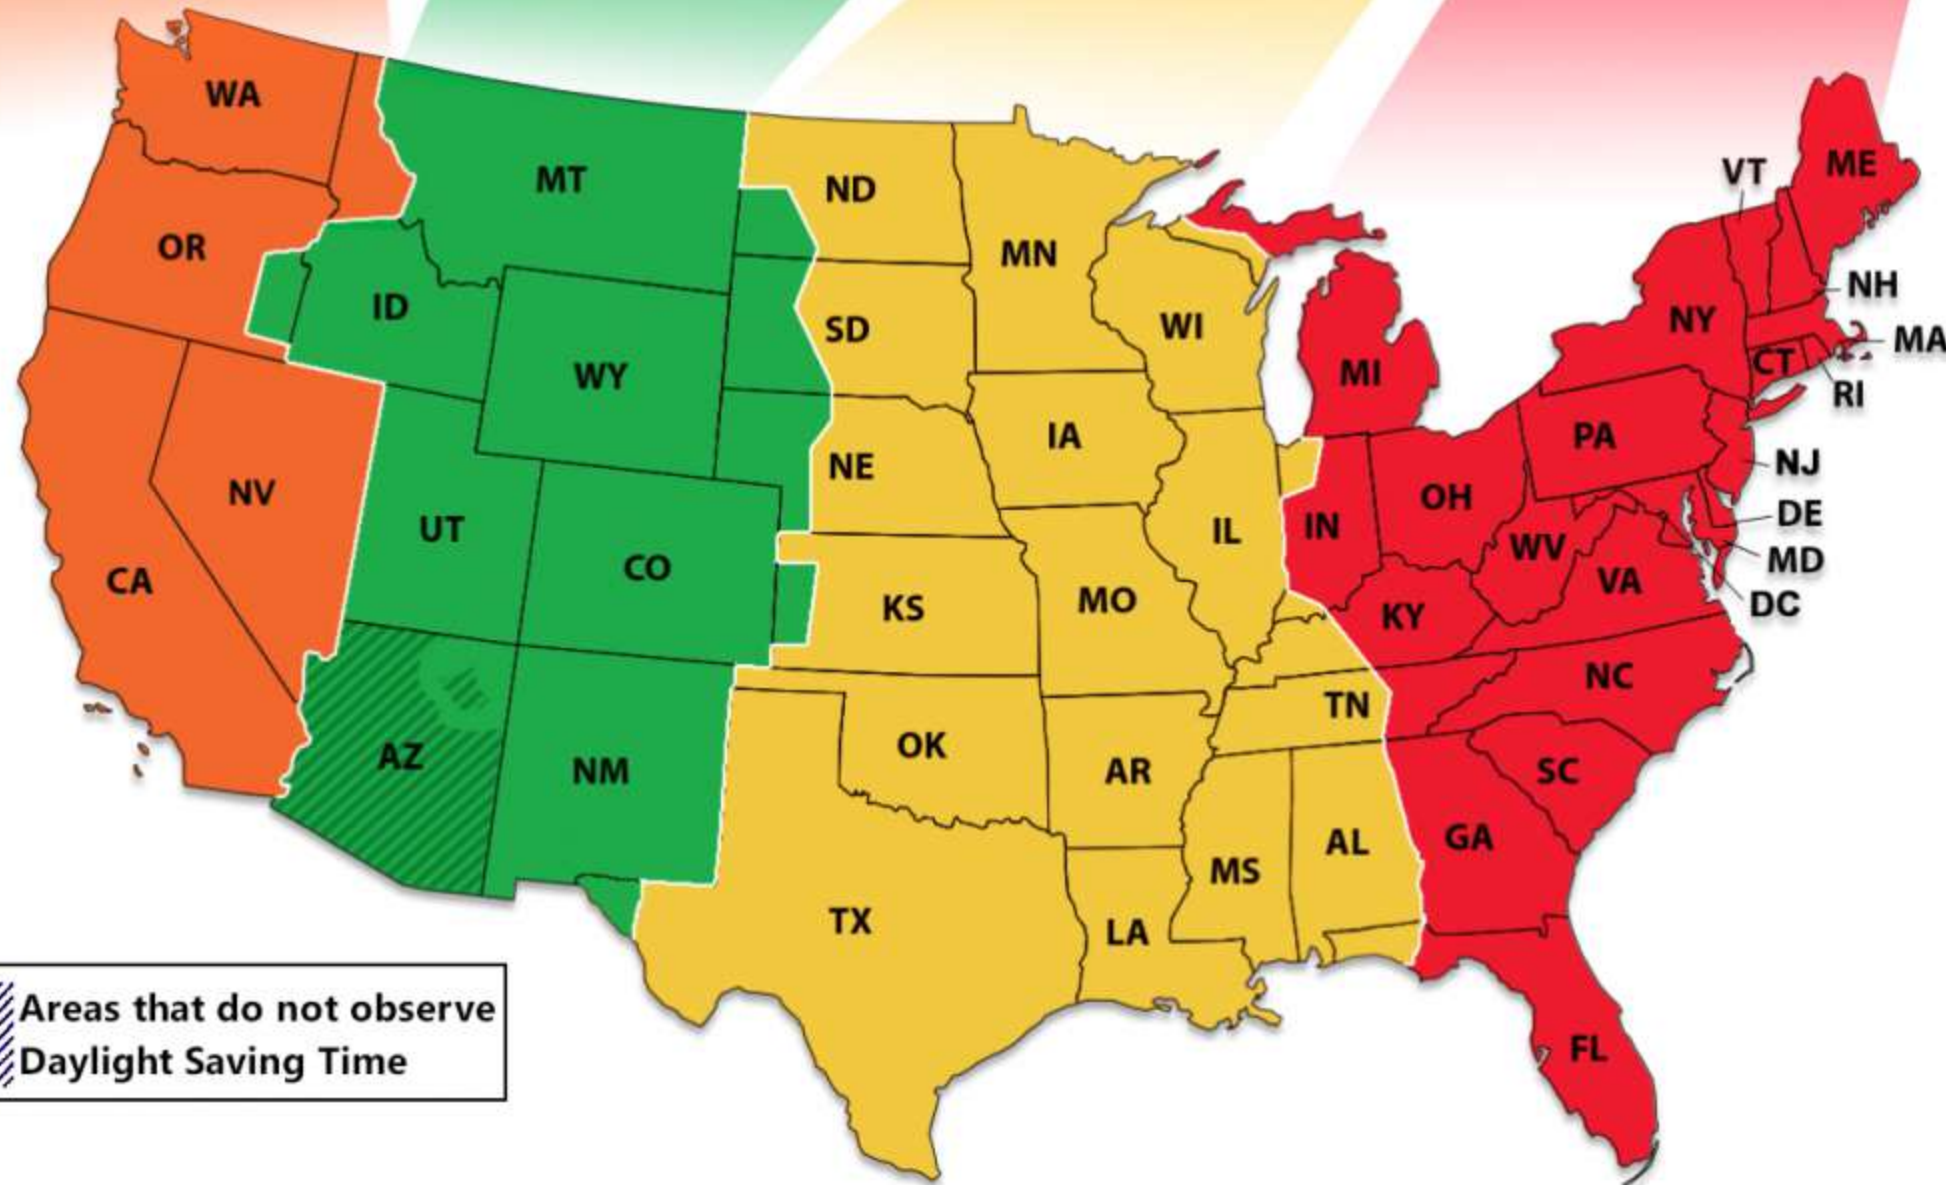 WA
MT
ND
VT
ME
OR
MN
ID
SD
WI
NH
NY
MA
WY
MI
CT
RI
IA
PA
NE
NV
NJ
OH
UT
IL
IN
DE
WV
CO
MD
CA
VA
KS
MO
DC
KY
NC
TN
OK
AZ
NM
AR
SC
GA
AL
MS
TX
LA
Areas that do not observe
Daylight Saving Time
FL